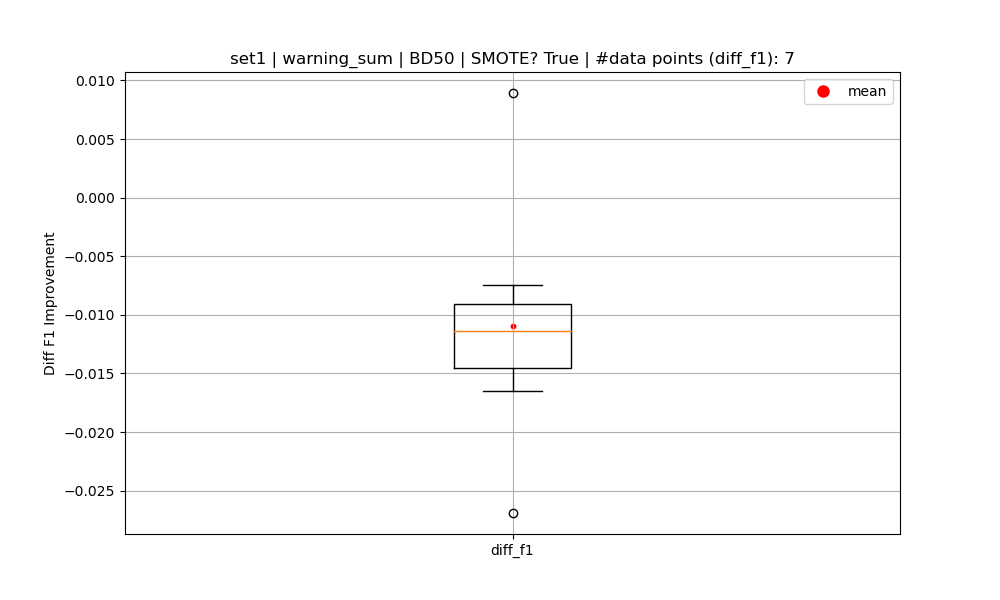 set1 | warning_sum | BD50 | SMOTE? True | #data points (diff_f1): 7
mean
Diff F1 Improvement
0.010
0.005
0.000
−0.005
−0.010
−0.015
−0.020
−0.025
diff_f1